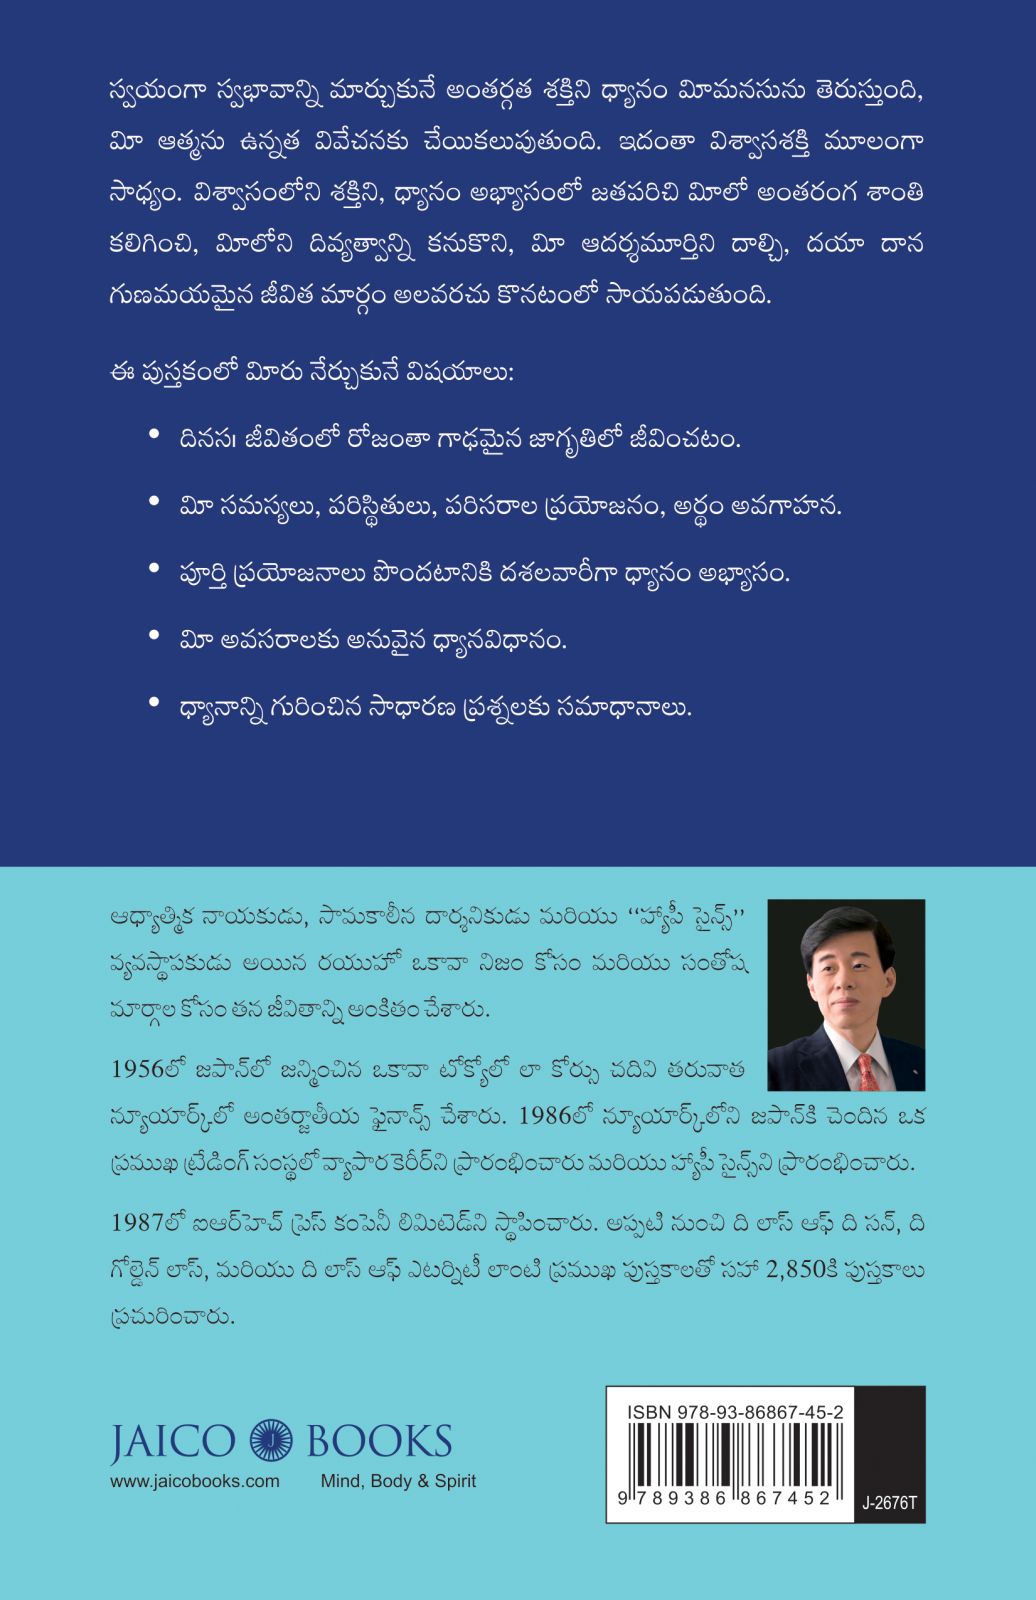 స్వయంగా స్వభావాన్ని మార్చుకునే అంతర్గత శక్తిని ధ్యానం మీమనసును తెరుస్తుంది,
మీ ఆత్మను ఉన్నత వివేచనకు చేయికలుపుతుంది. ఇదంతా విశ్వాసశక్తి మూలంగా
సాధ్యం. విశ్వాసంలోని శక్తిని, ధ్యానం అభ్యాసంలో జతపరిచి మీలో అంతరంగ శాంతి
కలిగించి, మీలోని దివ్యత్వాన్ని కనుకొని, మీ ఆదర్శమూర్తిని దాల్చి, దయా దాన
గుణమయమైన జీవిత మార్గం అలవరచు కొనటంలో సాయపడుతుంది.
ఈ పుస్తకంలో మీరు నేర్చుకునే విషయాలు:
• దినసః జీవితంలో రోజంతా గాఢమైన జాగృతిలో జీవించటం.
• మీ సమస్యలు, పరిస్థితులు, పరిసరాల ప్రయోజనం, అర్థం అవగాహన.
• పూర్తి ప్రయోజనాలు పొందటానికి దశలవారీగా ధ్యానం అభ్యాసం.
• మీ అవసరాలకు అనువైన ధ్యానవిధానం.
• ధ్యానాన్ని గురించిన సాధారణ ప్రశ్నలకు సమాధానాలు.
ఆధ్యాత్మిక నాయకుడు, సామకాలీన దార్శనికుడు మరియు “హ్యాపీ సైన్స్”
వ్యవస్థాపకుడు అయిన రయుహో ఒకావా నిజం కోసం మరియు సంతోష
మార్గాల కోసం తన జీవితాన్ని అంకితం చేశారు.
1956లో జపాన్‌లో జన్మించిన ఒకావా టోక్యోలో లా కోర్సు చదివి తరువాత
న్యూయార్క్‌లో అంతర్జాతీయ ఫైనాన్స్ చేశారు. 1986లో న్యూయార్క్‌లోని జపాన్‌కి చెందిన ఒక
ప్రముఖ ట్రేడింగ్ సంస్థలో వ్యాపార కెరీర్‌ని ప్రారంభించారు మరియు హ్యాపీ సైన్స్‌ని ప్రారంభించారు.
1987లో ఐఆర్‌హెచ్ ప్రెస్ కంపెనీ లిమిటెడ్‌ని స్థాపించారు. అప్పటి నుంచి ది లాస్ ఆఫ్ ది సన్, ది
గోల్డెన్ లాస్, మరియు ది లాస్ ఆఫ్ ఎటర్నిటీ లాంటి ప్రముఖ పుస్తకాలతో సహా 2,850కి పుస్తకాలు
ప్రచురించారు.
JAICO BOOKS
www.jaicobooks.com Mind, Body & Spirit
ISBN 978-93-86867-45-2
9 789386 867452
J-2676T